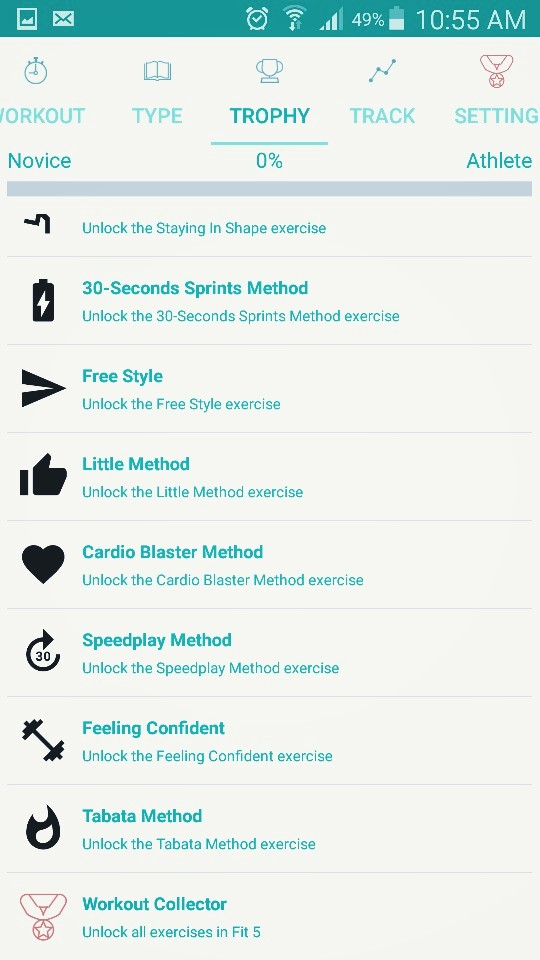 49% 10:55 AM
WORKOUT TYPE TROPHY TRACK SETTING
Novice 0% Athlete
Unlock the Staying In Shape exercise
30-Seconds Sprints Method
Unlock the 30-Seconds Sprints Method exercise
Free Style
Unlock the Free Style exercise
Little Method
Unlock the Little Method exercise
Cardio Blaster Method
Unlock the Cardio Blaster Method exercise
30
Speedplay Method
Unlock the Speedplay Method exercise
Feeling Confident
Unlock the Feeling Confident exercise
Tabata Method
Unlock the Tabata Method exercise
Workout Collector
Unlock all exercises in Fit 5